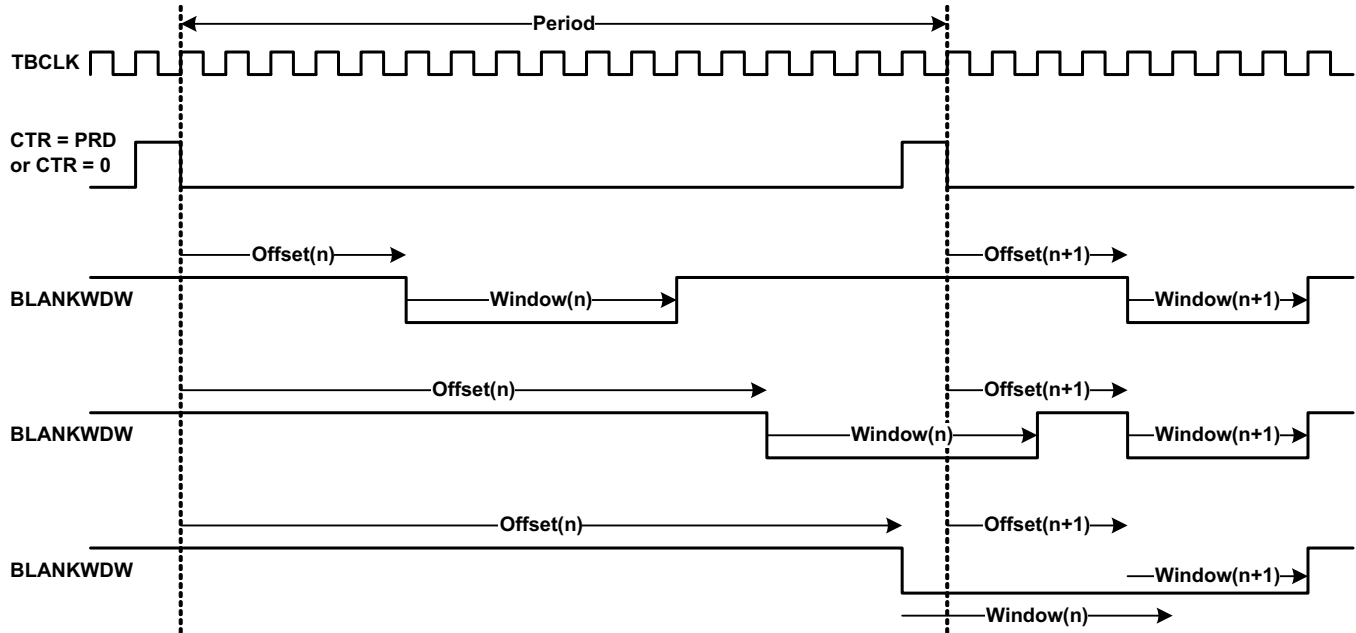 Period
TBCLK
CTR = PRD
or CTR = 0
Offset(n)
Offset(n+1)
BLANKWDW
Window(n)
Window(n+1)
Offset(n)
Offset(n+1)
BLANKWDW
Window(n)
Window(n+1)
Offset(n)
Offset(n+1)
BLANKWDW
Window(n+1)
Window(n)